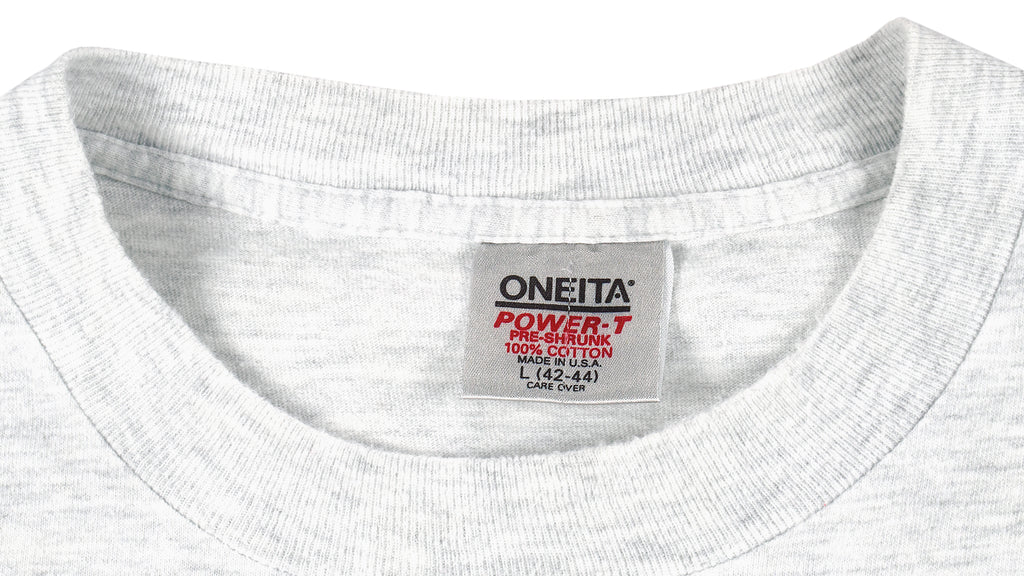 ONEITA®
POWER-T
PRE-SHRUNK
100% COTTON
MADE IN U.S.A.
L (42-44)
CARE OVER